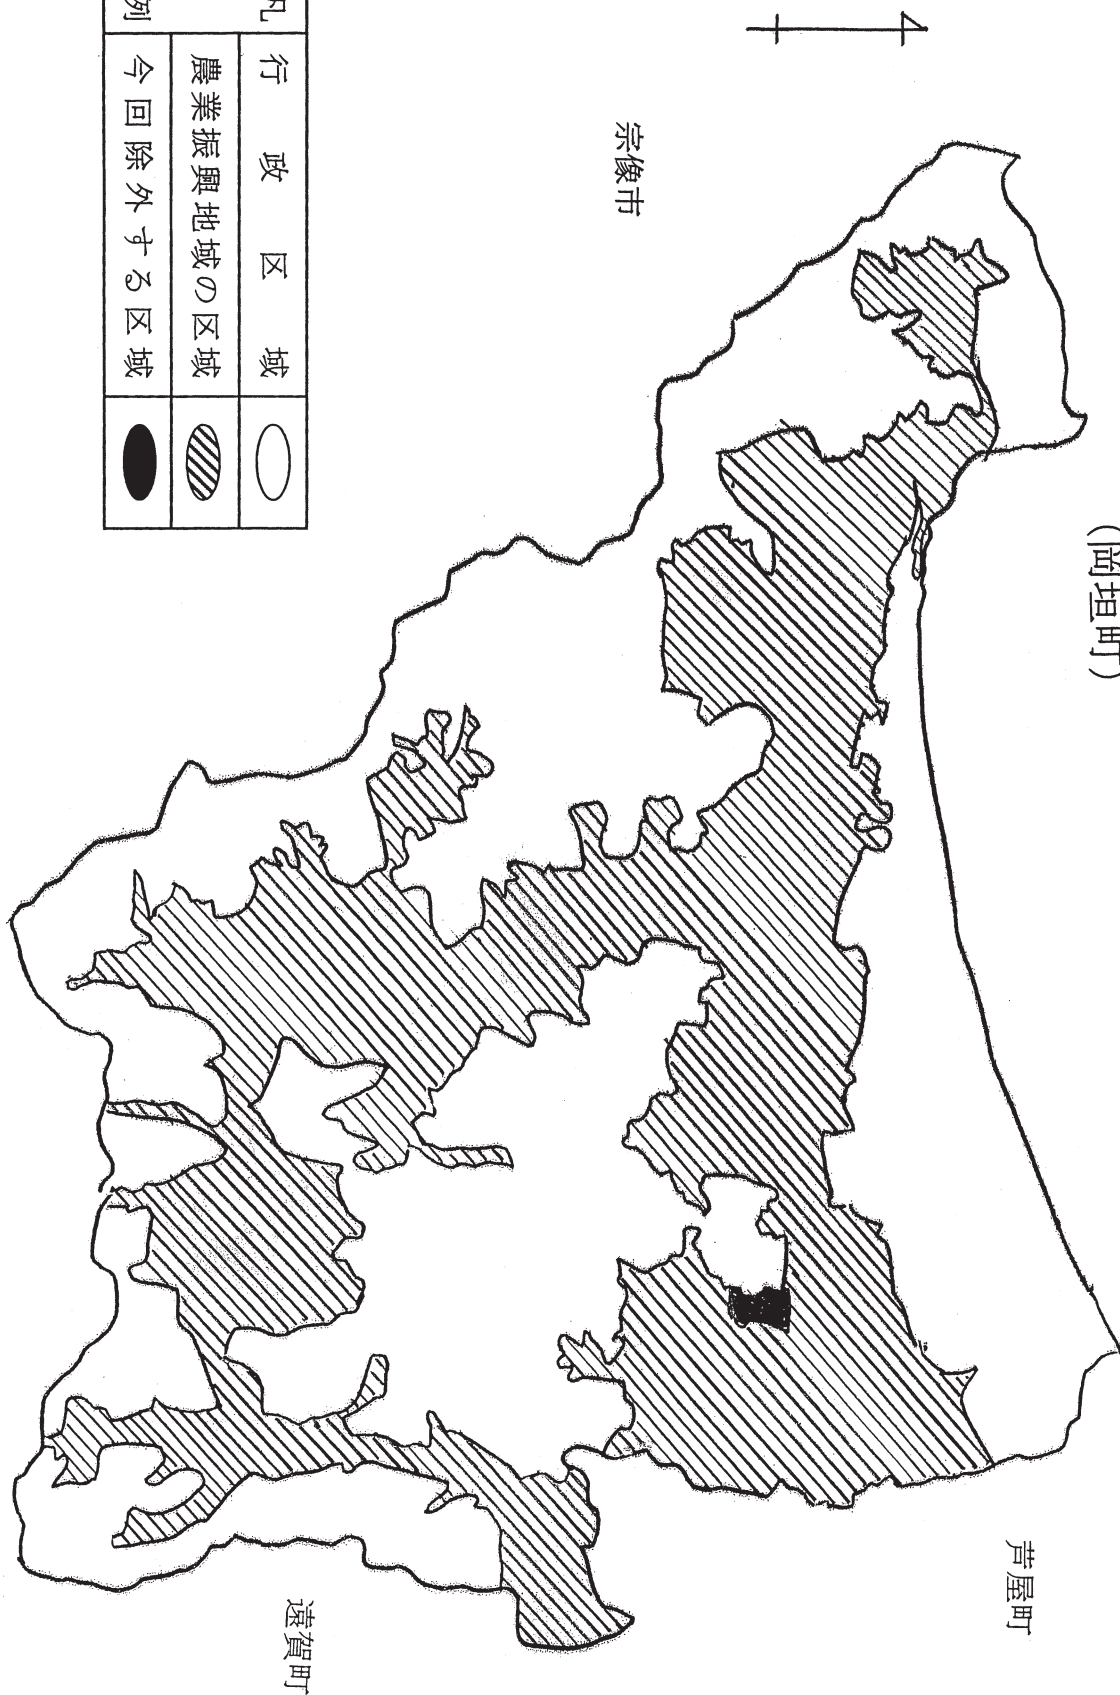 (岡垣町)
芦屋町
宗像市
遠賀町
凡例
行政区域
農業振興地域の区域
今回除外する区域